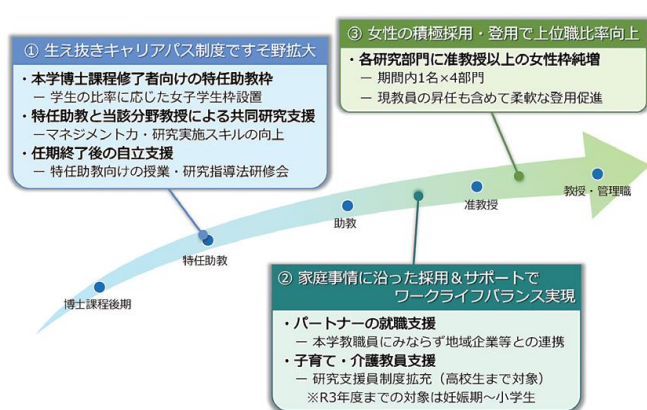 ① 生え抜きキャリアパス制度ですそ野拡大
・本学博士課程修了者向けの特任助教枠
― 学生の比率に応じた女子学生枠設置
・特任助教と当該分野教授による共同研究支援
―マネジメント力・研究実施スキルの向上
・任期終了後の自立支援
― 特任助教向けの授業・研究指導法研修会
③ 女性の積極採用・登用で上位職比率向上
・各研究部門に准教授以上の女性枠純増
― 期間内1名×4部門
― 現教員の昇任も含めて柔軟な登用促進
博士課程後期
特任助教
助教
准教授
教授・管理職
② 家庭事情に沿った採用＆サポートで
ワークライフバランス実現
・パートナーの就職支援
― 本学教職員にみならず地域企業等との連携
・子育て・介護教員支援
― 研究支援員制度拡充（高校生まで対象）
※R3年度までの対象は妊娠期～小学生